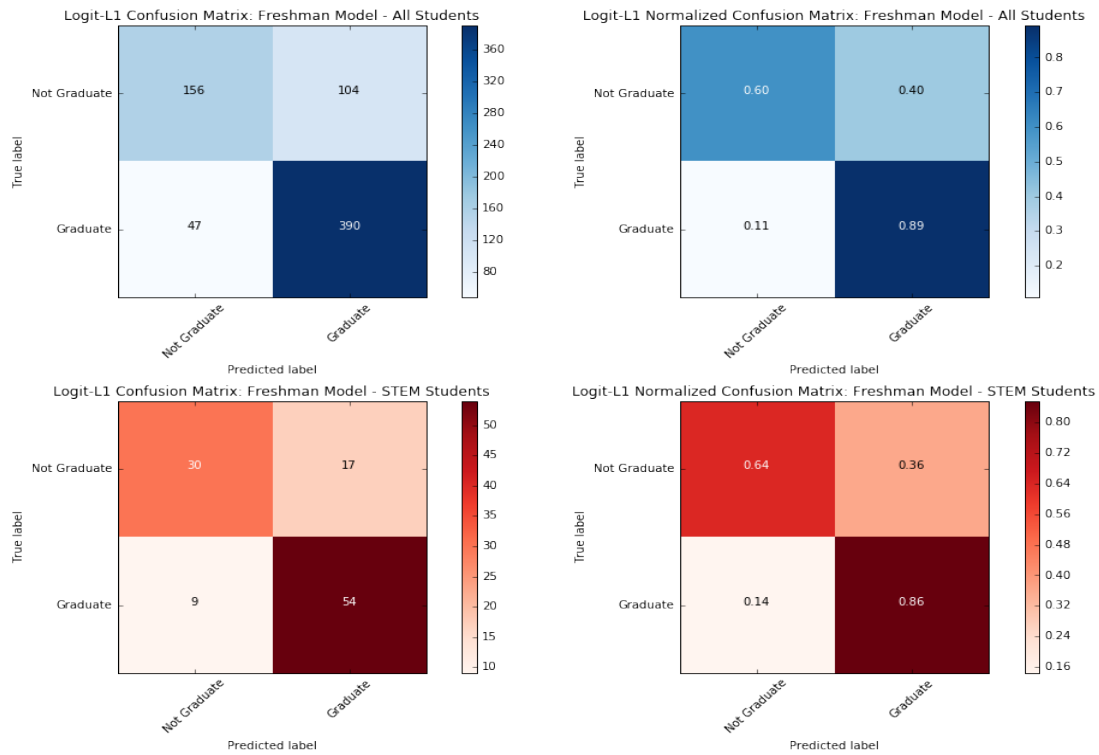 Logit-L1 Confusion Matrix: Freshman Model - All Students
Not Graduate
Graduate
True label
156
104
47
390
Not Graduate
Graduate
Predicted label
360
320
280
240
200
160
120
80
Logit-L1 Normalized Confusion Matrix: Freshman Model - All Students
Not Graduate
Graduate
True label
0.60
0.40
0.11
0.89
Not Graduate
Graduate
Predicted label
0.8
0.7
0.6
0.5
0.4
0.3
0.2
Logit-L1 Confusion Matrix: Freshman Model - STEM Students
Not Graduate
Graduate
True label
30
17
9
54
Not Graduate
Graduate
Predicted label
50
45
40
35
30
25
20
15
10
Logit-L1 Normalized Confusion Matrix: Freshman Model - STEM Students
Not Graduate
Graduate
True label
0.64
0.36
0.14
0.86
Not Graduate
Graduate
Predicted label
0.80
0.72
0.64
0.56
0.48
0.40
0.32
0.24
0.16